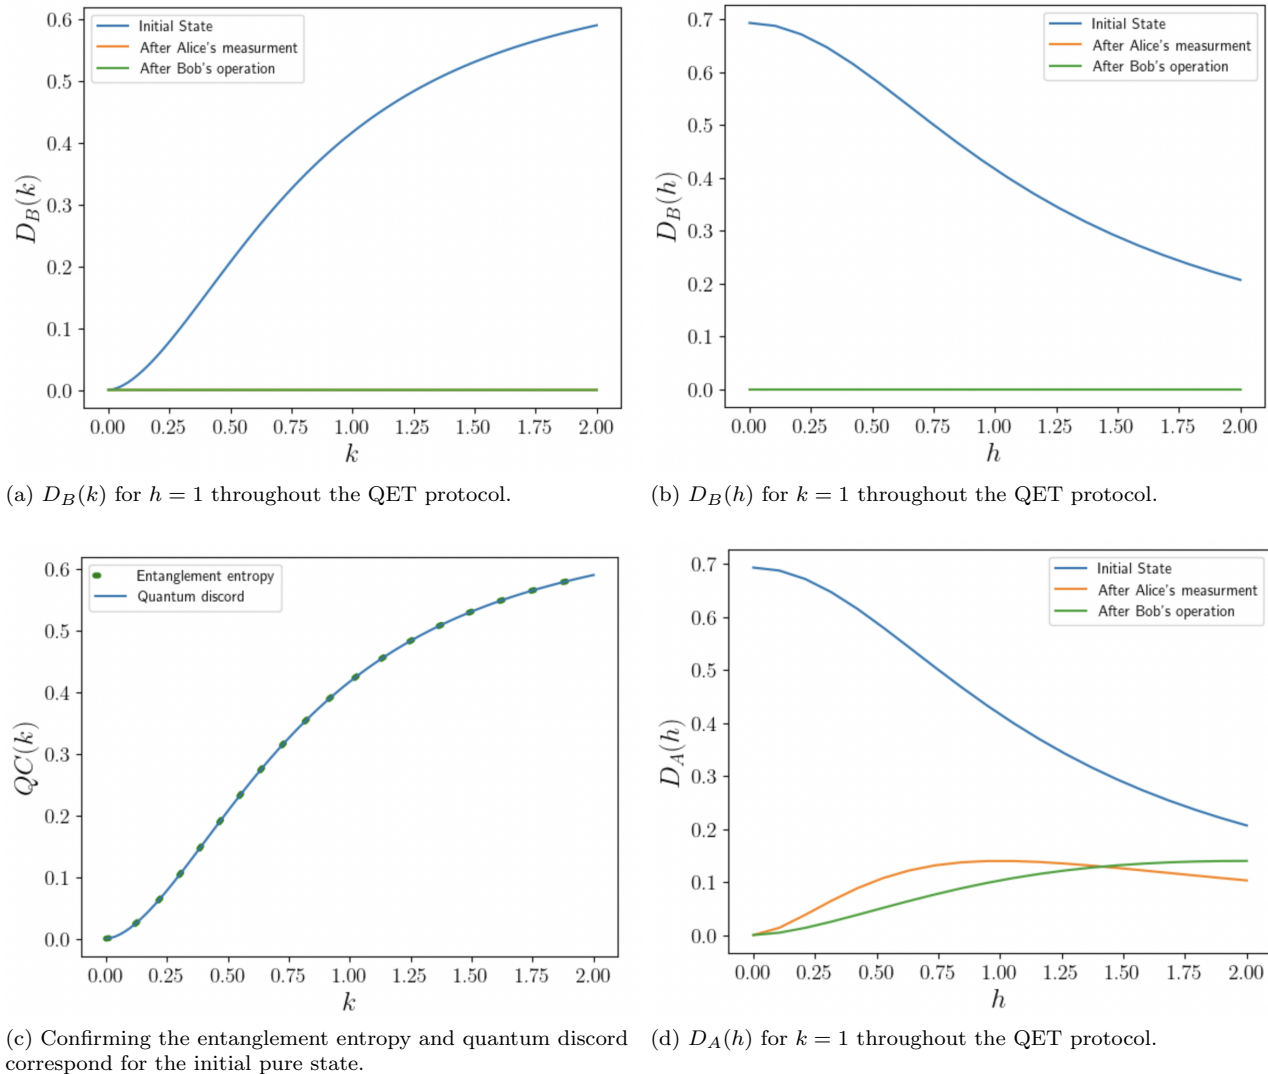 0.6
0.5
0.4
0.3
0.2
0.1
0.0
D_B(k)
Initial State
After Alice's measurment
After Bob's operation
0.00 0.25 0.50 0.75 1.00 1.25 1.50 1.75 2.00
k
(a) D_B(k) for h = 1 throughout the QET protocol.
0.7
0.6
0.5
0.4
0.3
0.2
0.1
0.0
D_B(h)
Initial State
After Alice's measurment
After Bob's operation
0.00 0.25 0.50 0.75 1.00 1.25 1.50 1.75 2.00
h
(b) D_B(h) for k = 1 throughout the QET protocol.
0.6
0.5
0.4
0.3
0.2
0.1
0.0
QC(k)
Entanglement entropy
Quantum discord
0.00 0.25 0.50 0.75 1.00 1.25 1.50 1.75 2.00
k
(c) Confirming the entanglement entropy and quantum discord
correspond for the initial pure state.
0.7
0.6
0.5
0.4
0.3
0.2
0.1
0.0
D_A(h)
Initial State
After Alice's measurment
After Bob's operation
0.00 0.25 0.50 0.75 1.00 1.25 1.50 1.75 2.00
h
(d) D_A(h) for k = 1 throughout the QET protocol.